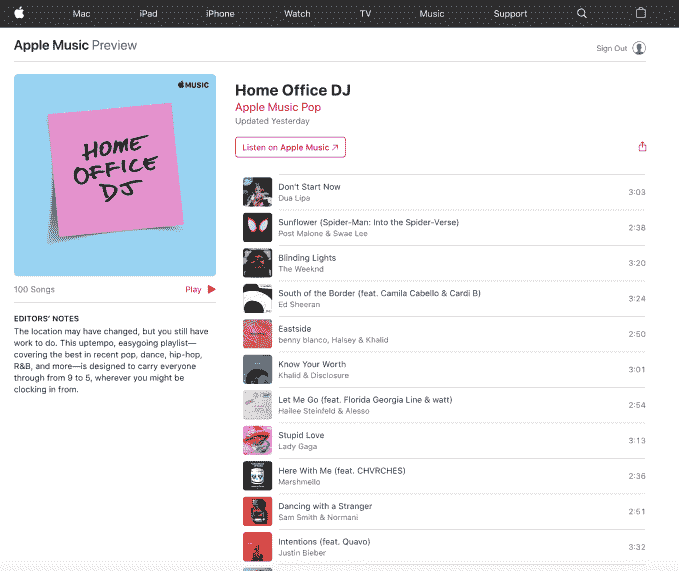 Mac iPad iPhone Watch TV Music Support
Apple Music Preview
Sign Out
MUSIC
HOME
OFFICE
DJ
100 Songs
Play
EDITORS' NOTES
The location may have changed, but you still have
work to do. This uptempo, easygoing playlist—
covering the best in recent pop, dance, hip-hop,
R&B, and more—is designed to carry everyone
through from 9 to 5, wherever you might be
clocking in from.
Home Office DJ
Apple Music Pop
Updated Yesterday
Listen on Apple Music ↗
Don't Start Now
Dua Lipa
3:03
Sunflower (Spider-Man: Into the Spider-Verse)
Post Malone & Swae Lee
2:38
Blinding Lights
The Weeknd
3:20
South of the Border (feat. Camila Cabello & Cardi B)
Ed Sheeran
3:24
Eastside
benny blanco, Halsey & Khalid
2:50
Know Your Worth
Khalid & Disclosure
3:01
Let Me Go (feat. Florida Georgia Line & watt)
Hailee Steinfeld & Alesso
2:54
Stupid Love
Lady Gaga
3:13
Here With Me (feat. CHVRCHES)
Marshmello
2:36
Dancing with a Stranger
Sam Smith & Normani
2:51
Intentions (feat. Quavo)
Justin Bieber
3:32